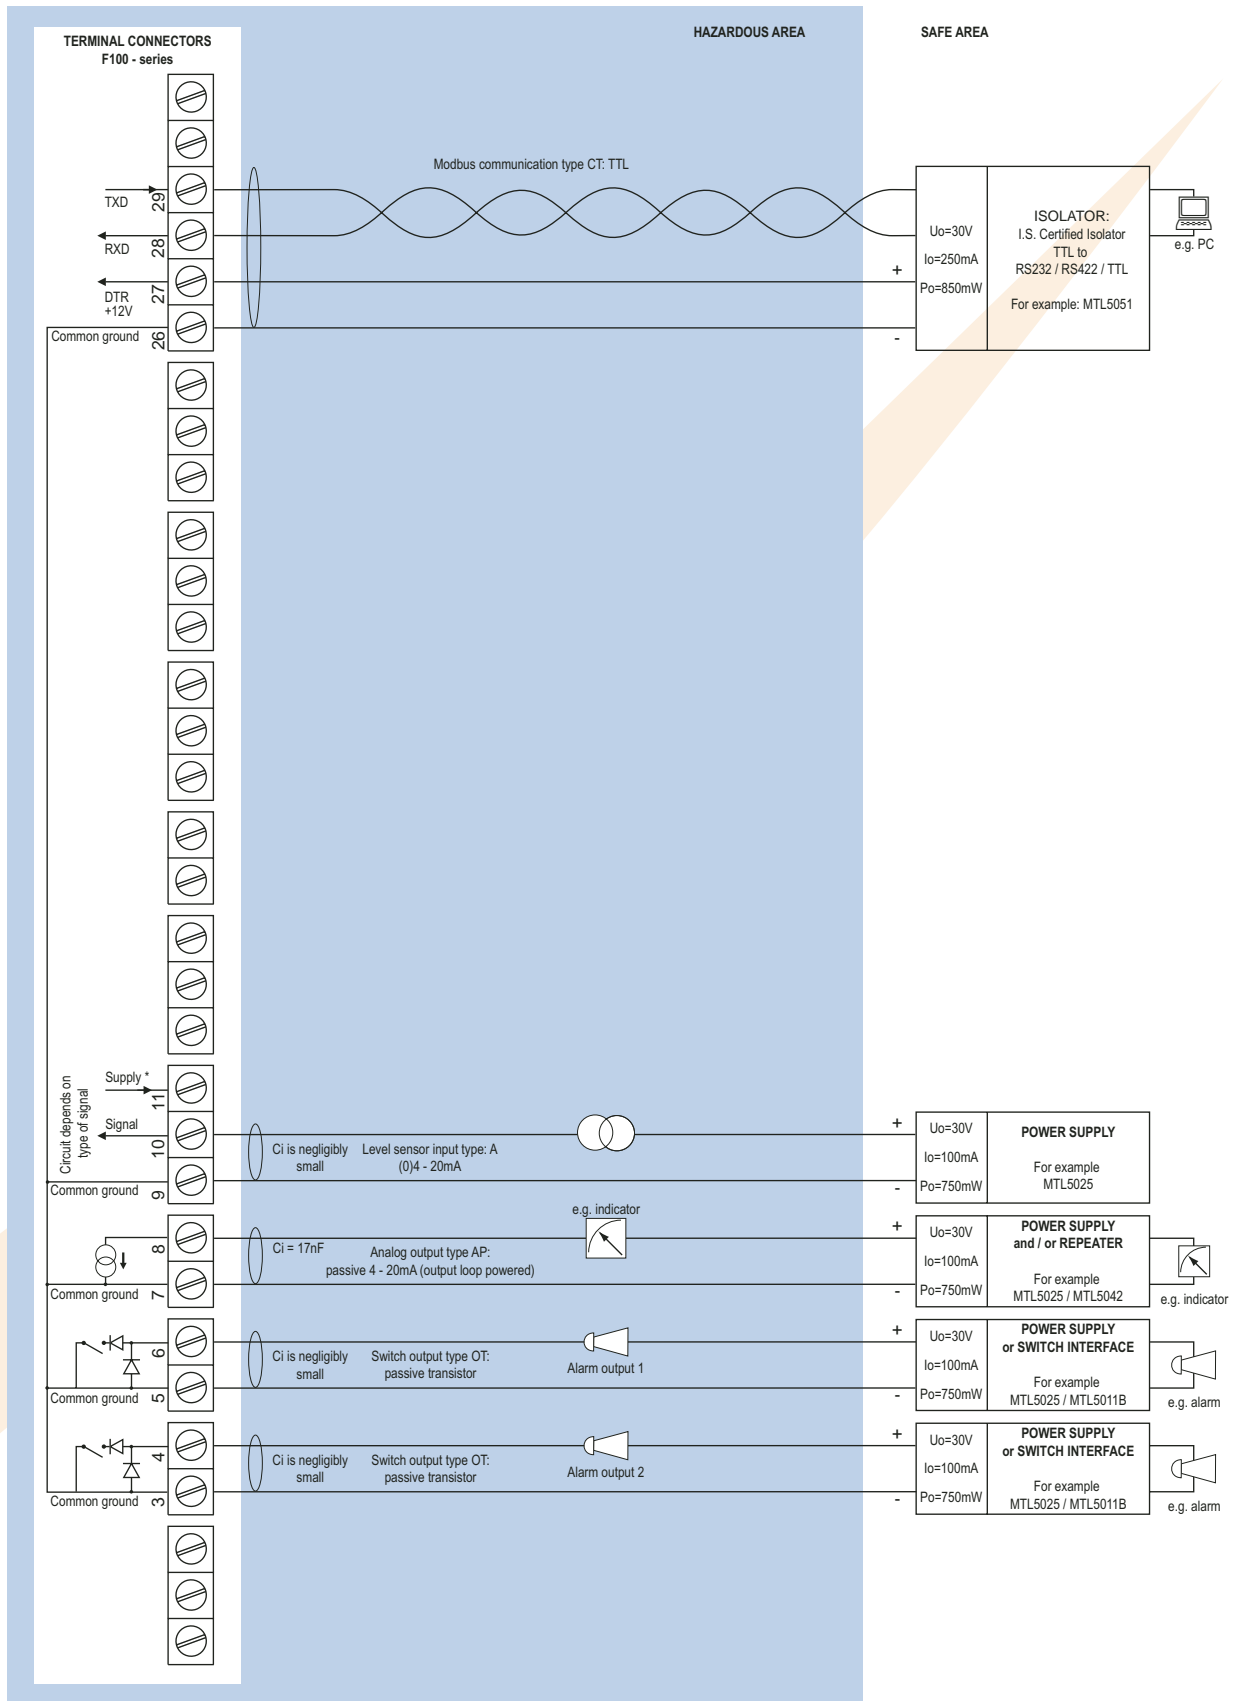 HAZARDOUS AREA
SAFE AREA
TERMINAL CONNECTORS
F100 - series
Modbus communication type CT: TTL
TXD
29
RXD
28
DTR
+12V
27
Common ground
26
+
-
Uo=30V
Io=250mA
Po=850mW
ISOLATOR:
I.S. Certified Isolator
TTL to
RS232 / RS422 / TTL
For example: MTL5051
e.g. PC
Circuit depends on
type of signal
Supply *
11
Signal
10
Common ground
9
Ci is negligibly
small
Level sensor input type: A
(0)4 - 20mA
+
-
Uo=30V
Io=100mA
Po=750mW
POWER SUPPLY
For example
MTL5025
8
Common ground
7
Ci = 17nF
Analog output type AP:
passive 4 - 20mA (output loop powered)
e.g. indicator
+
-
Uo=30V
Io=100mA
Po=750mW
POWER SUPPLY
and / or REPEATER
For example
MTL5025 / MTL5042
e.g. indicator
6
Common ground
5
Ci is negligibly
small
Switch output type OT:
passive transistor
Alarm output 1
+
-
Uo=30V
Io=100mA
Po=750mW
POWER SUPPLY
or SWITCH INTERFACE
For example
MTL5025 / MTL5011B
e.g. alarm
4
Common ground
3
Ci is negligibly
small
Switch output type OT:
passive transistor
Alarm output 2
+
-
Uo=30V
Io=100mA
Po=750mW
POWER SUPPLY
or SWITCH INTERFACE
For example
MTL5025 / MTL5011B
e.g. alarm